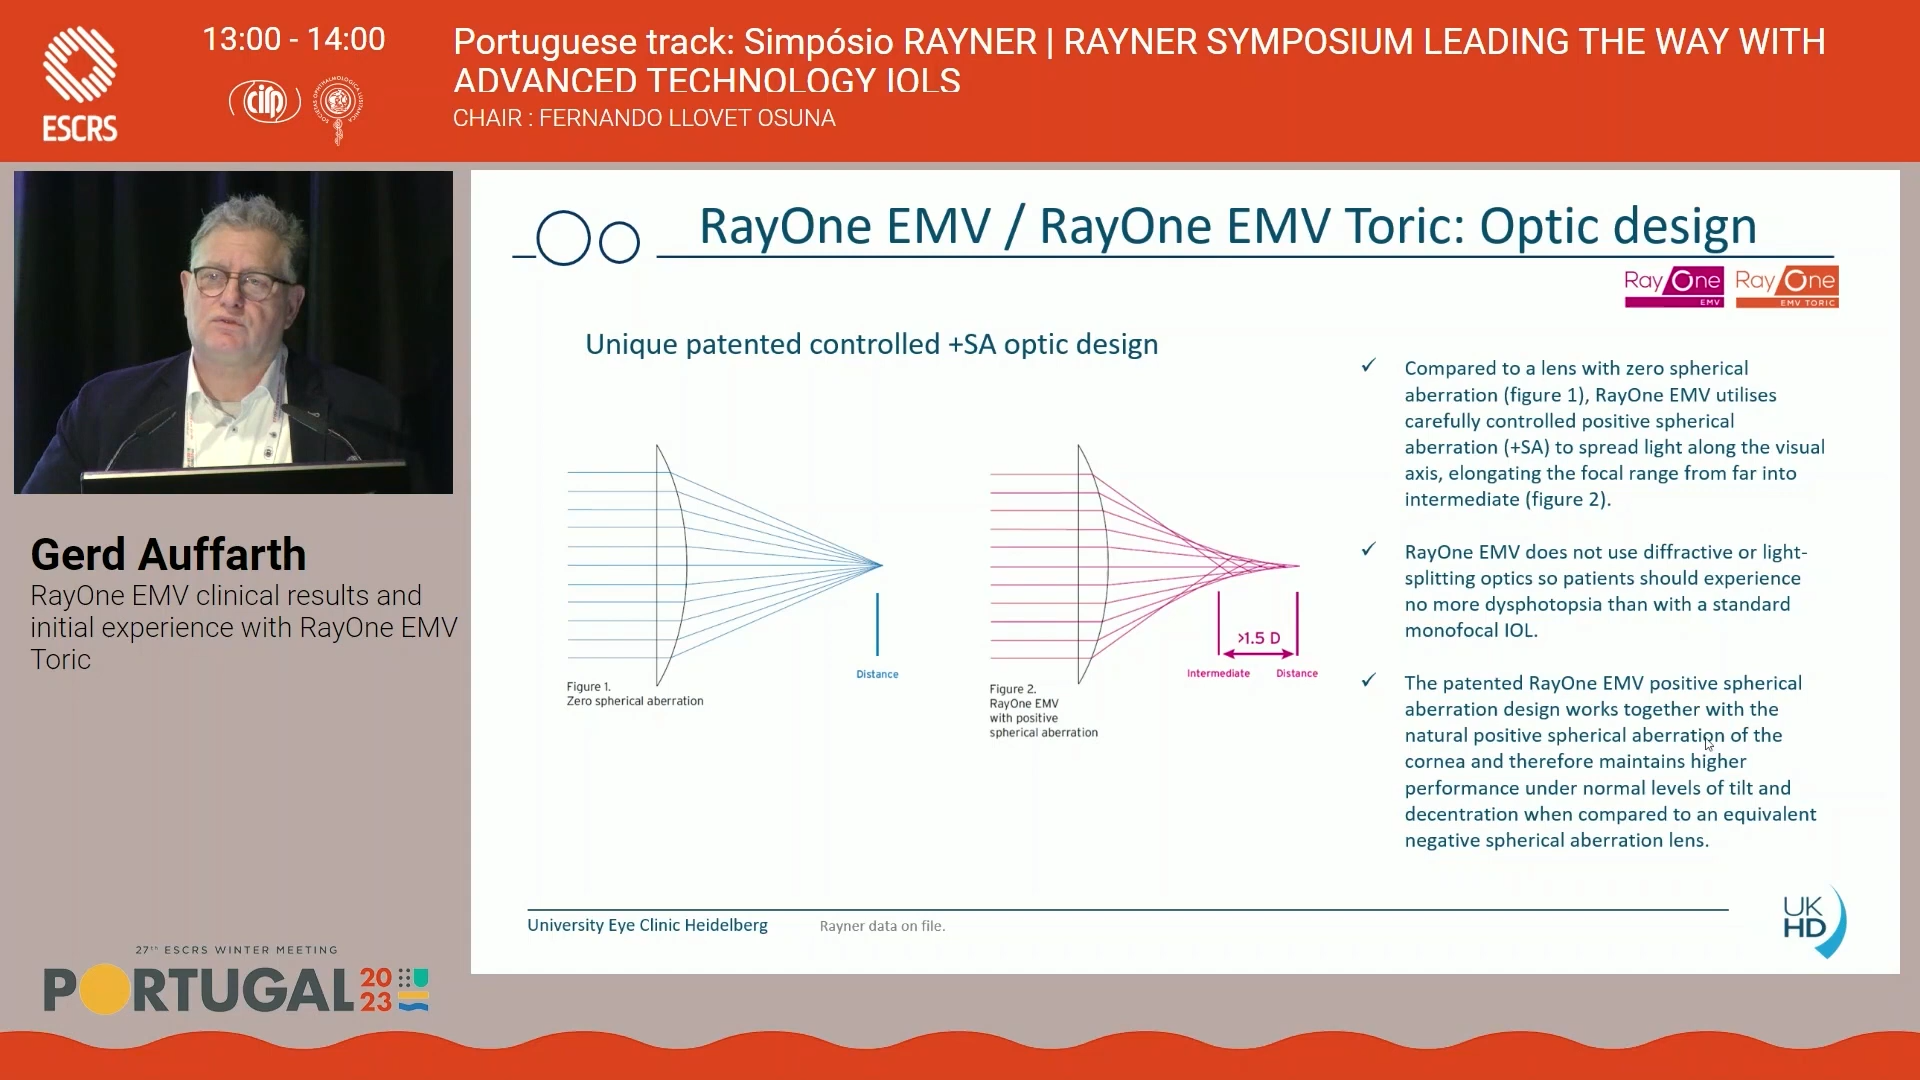 ESCRS
13:00 - 14:00
cirp
Portuguese track: Simpósio RAYNER | RAYNER SYMPOSIUM LEADING THE WAY WITH
ADVANCED TECHNOLOGY IOLS
CHAIR : FERNANDO LLOVET OSUNA
Gerd Auffarth
RayOne EMV clinical results and
initial experience with RayOne EMV
Toric
27th ESCRS WINTER MEETING
PORTUGAL 20
23
RayOne EMV / RayOne EMV Toric: Optic design
RayOne
EMV
RayOne
EMV TORIC
Unique patented controlled +SA optic design
Distance
Figure 1.
Zero spherical aberration
>1.5 D
Intermediate Distance
Figure 2.
RayOne EMV
with positive
spherical aberration
✓ Compared to a lens with zero spherical
aberration (figure 1), RayOne EMV utilises
carefully controlled positive spherical
aberration (+SA) to spread light along the visual
axis, elongating the focal range from far into
intermediate (figure 2).
✓ RayOne EMV does not use diffractive or light-
splitting optics so patients should experience
no more dysphotopsia than with a standard
monofocal IOL.
✓ The patented RayOne EMV positive spherical
aberration design works together with the
natural positive spherical aberration of the
cornea and therefore maintains higher
performance under normal levels of tilt and
decentration when compared to an equivalent
negative spherical aberration lens.
University Eye Clinic Heidelberg
Rayner data on file.
UK
HD